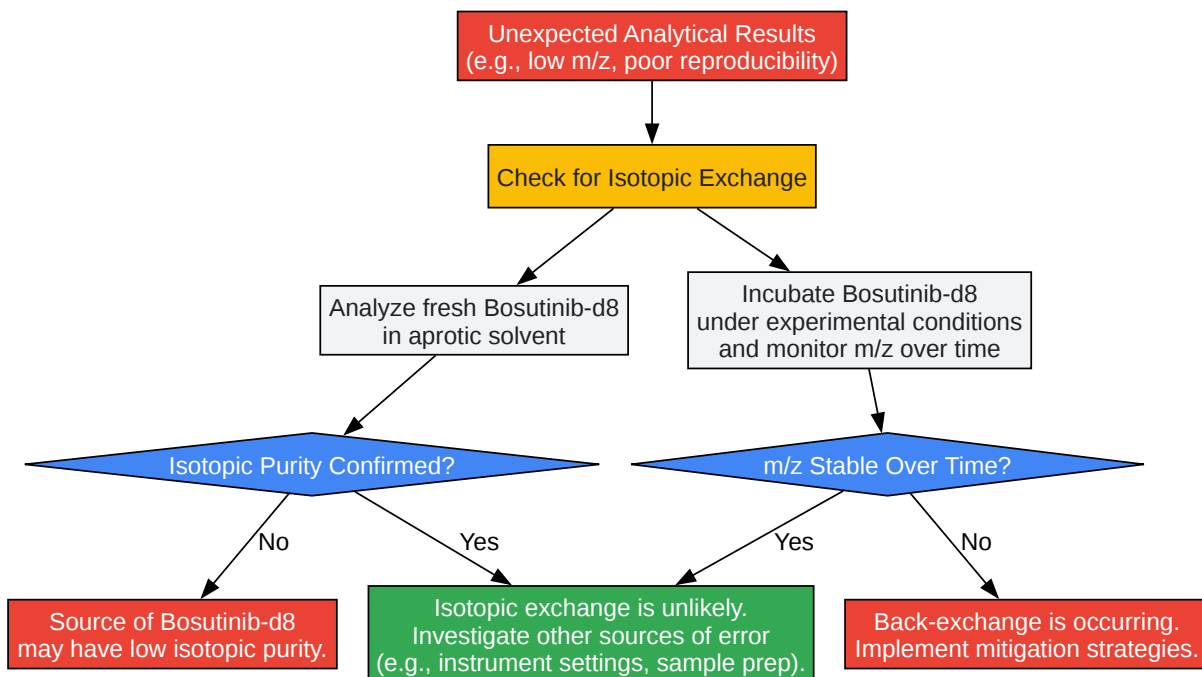 Unexpected Analytical Results
(e.g., low m/z, poor reproducibility)
Check for Isotopic Exchange
Analyze fresh Bosutinib-d8
in aprotic solvent
Incubate Bosutinib-d8
under experimental conditions
and monitor m/z over time
Isotopic Purity Confirmed?
m/z Stable Over Time?
No
Yes
Yes
No
Source of Bosutinib-d8
may have low isotopic purity.
Isotopic exchange is unlikely.
Investigate other sources of error
(e.g., instrument settings, sample prep).
Back-exchange is occurring.
Implement mitigation strategies.